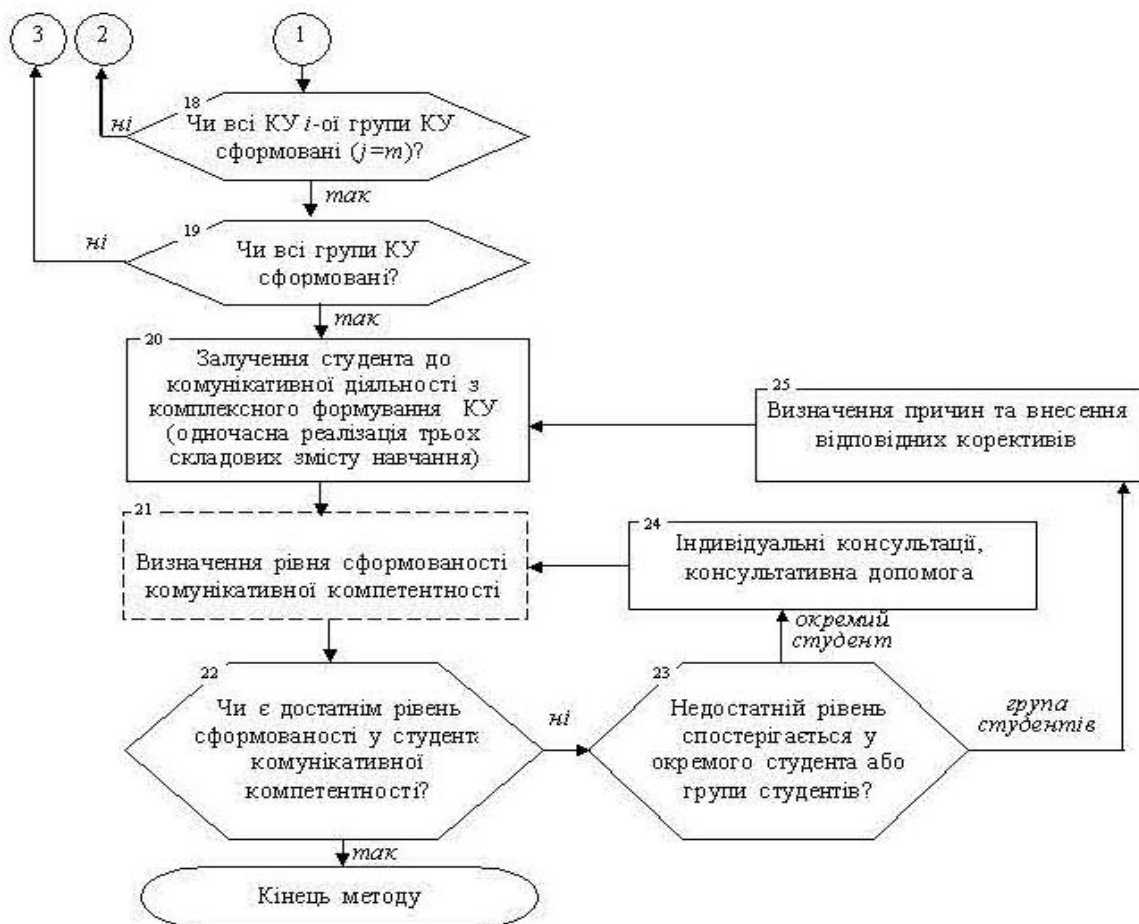 3
2
1
18
ні
Чи всі КУ i-ої групи КУ
сформовані (j=m)?
так
19
ні
Чи всі групи КУ
сформовані?
так
20
Залучення студента до
комунікативної діяльності з
комплексного формування КУ
(одночасна реалізація трьох
складових змісту навчання)
25
Визначення причин та внесення
відповідних корективів
21
Визначення рівня сформованості
комунікативної компетентності
24
Індивідуальні консультації,
консультативна допомога
окремий
студент
22
Чи є достатнім рівень
сформованості у студента
комунікативної
компетентності?
ні
23
Недостатній рівень
спостерігається у
окремого студента або
групи студентів?
група
студентів
так
Кінець методу